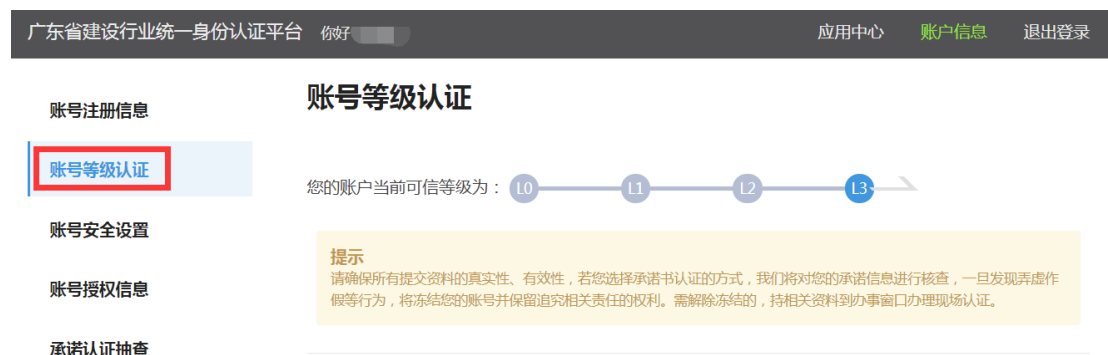 广东省建设行业统一身份认证平台 你好 应用中心 账户信息 退出登录
账号注册信息
账号等级认证
账号安全设置
账号授权信息
承诺认证抽查
账号等级认证
您的账户当前可信等级为： L0 L1 L2 L3
提示
请确保所有提交资料的真实性、有效性，若您选择承诺书认证的方式，我们将对您的承诺信息进行核查，一旦发现弄虚作
假等行为，将冻结您的账号并保留追究相关责任的权利。需解除冻结的，持相关资料到办事窗口办理现场认证。